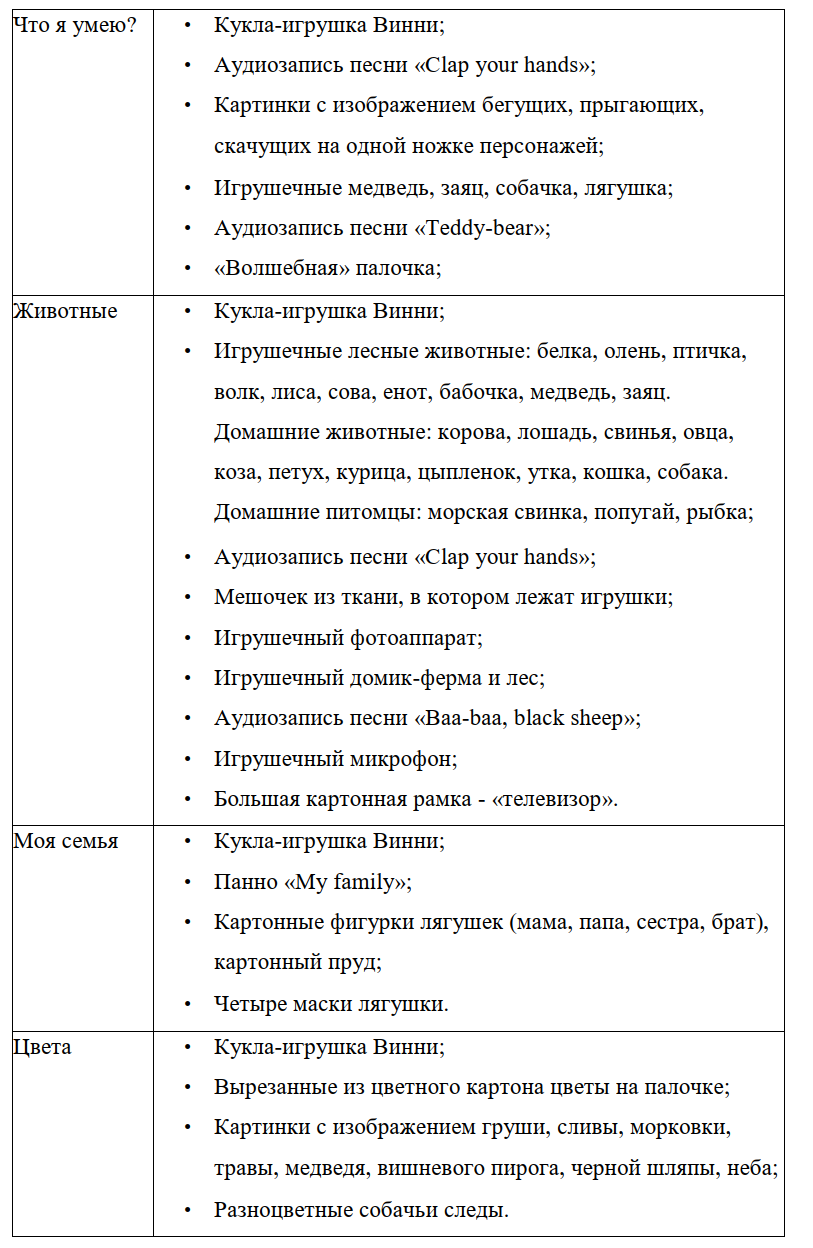 Что я умею?
• Кукла-игрушка Винни;
• Аудиозапись песни «Clap your hands»;
• Картинки с изображением бегущих, прыгающих,
скачущих на одной ножке персонажей;
• Игрушечные медведь, заяц, собачка, лягушка;
• Аудиозапись песни «Teddy-bear»;
• «Волшебная» палочка;
Животные
• Кукла-игрушка Винни;
• Игрушечные лесные животные: белка, олень, птичка,
волк, лиса, сова, енот, бабочка, медведь, заяц.
Домашние животные: корова, лошадь, свинья, овца,
коза, петух, курица, цыпленок, утка, кошка, собака.
Домашние питомцы: морская свинка, попугай, рыбка;
• Аудиозапись песни «Clap your hands»;
• Мешочек из ткани, в котором лежат игрушки;
• Игрушечный фотоаппарат;
• Игрушечный домик-ферма и лес;
• Аудиозапись песни «Baa-baa, black sheep»;
• Игрушечный микрофон;
• Большая картонная рамка - «телевизор».
Моя семья
• Кукла-игрушка Винни;
• Панно «My family»;
• Картонные фигурки лягушек (мама, папа, сестра, брат),
картонный пруд;
• Четыре маски лягушки.
Цвета
• Кукла-игрушка Винни;
• Вырезанные из цветного картона цветы на палочке;
• Картинки с изображением груши, сливы, морковки,
травы, медведя, вишневого пирога, черной шляпы, неба;
• Разноцветные собачьи следы.